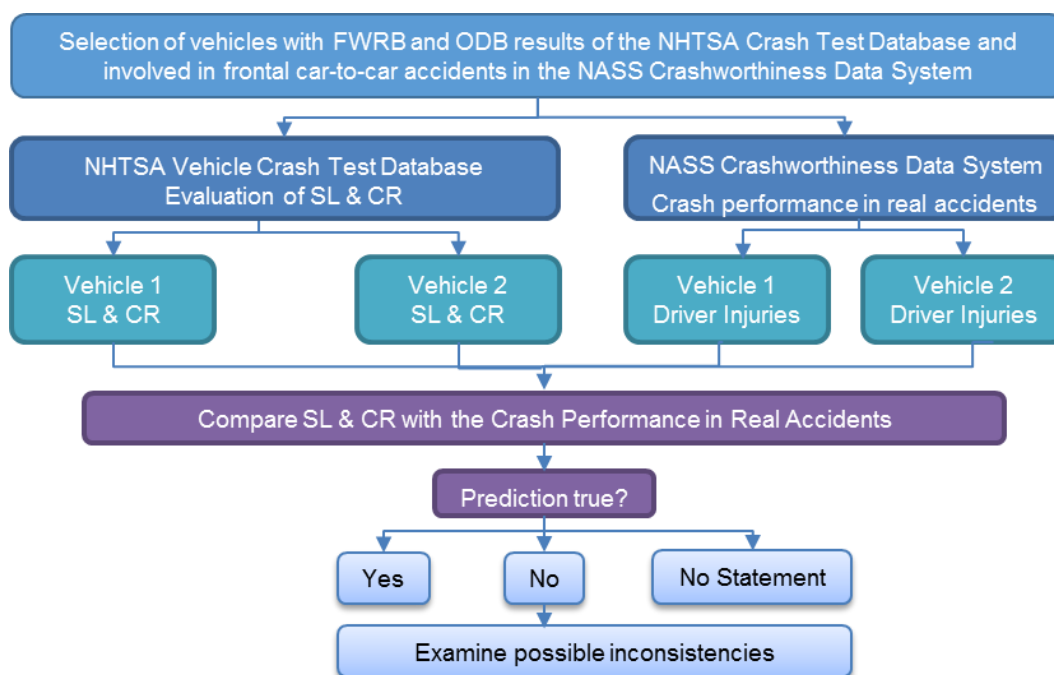 Selection of vehicles with FWRB and ODB results of the NHTSA Crash Test Database and
involved in frontal car-to-car accidents in the NASS Crashworthiness Data System
NHTSA Vehicle Crash Test Database
Evaluation of SL & CR
NASS Crashworthiness Data System
Crash performance in real accidents
Vehicle 1
SL & CR
Vehicle 2
SL & CR
Vehicle 1
Driver Injuries
Vehicle 2
Driver Injuries
Compare SL & CR with the Crash Performance in Real Accidents
Prediction true?
Yes
No
No Statement
Examine possible inconsistencies